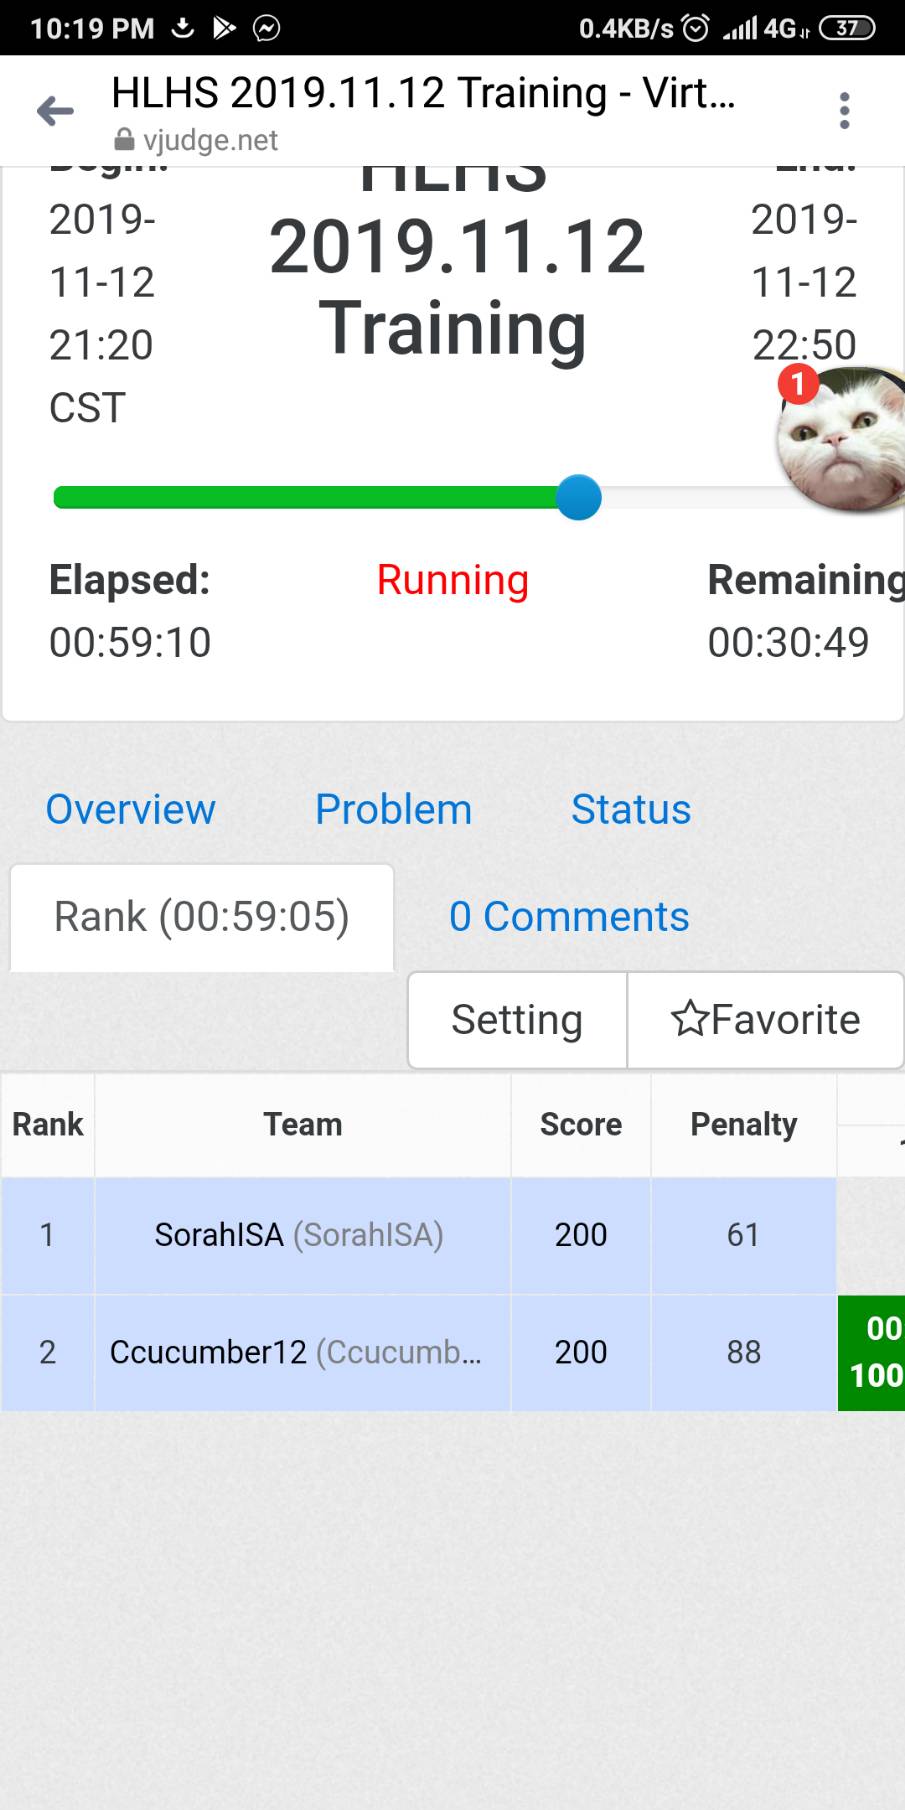 10:19 PM 0.4KB/s 4G 37
HLHS 2019.11.12 Training - Virt...
vjudge.net
Begin: HLHS End:
2019- 2019.11.12 2019-
11-12 Training 11-12
21:20 22:50
CST
1
Elapsed: Running Remaining
00:59:10 00:30:49
Overview Problem Status
Rank (00:59:05) 0 Comments
Setting ☆Favorite
Rank Team Score Penalty
1 SorahISA (SorahISA) 200 61
2 Ccucumber12 (Ccucumb... 200 88
00
100